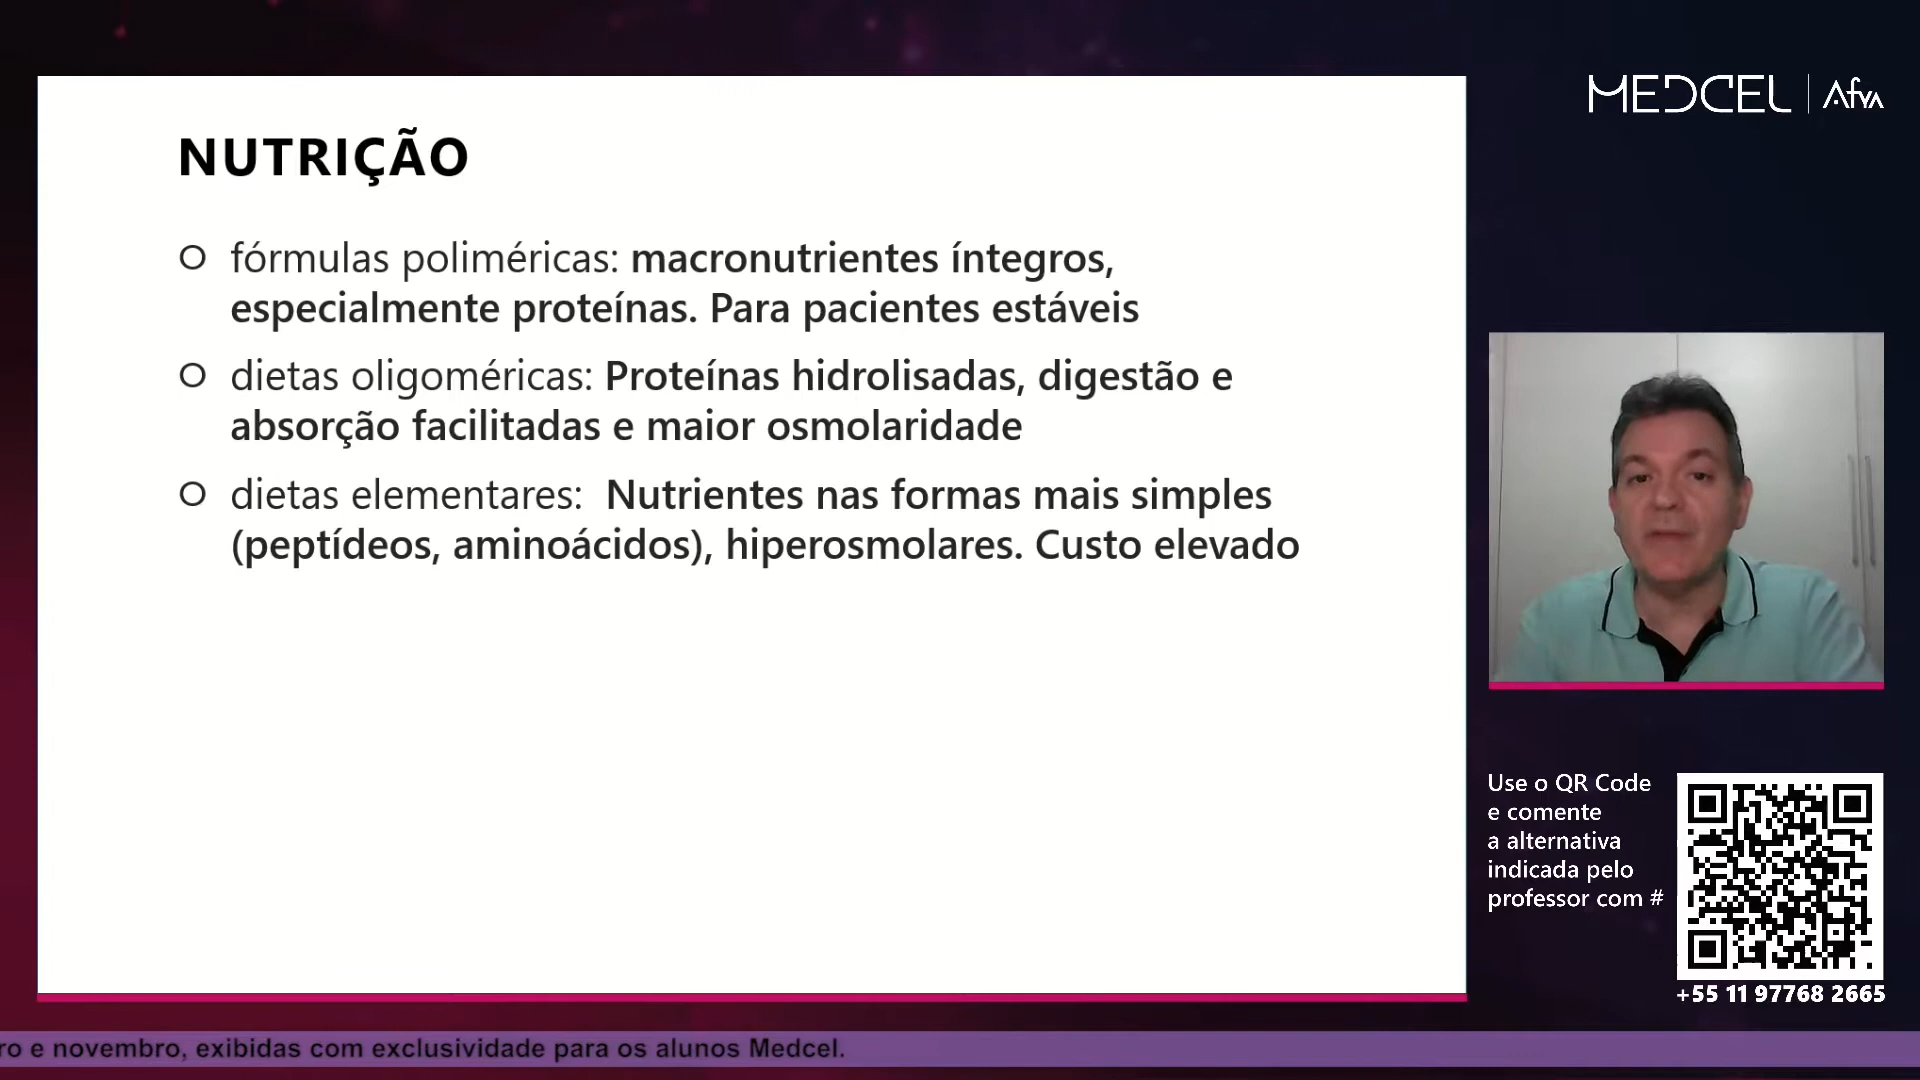 MEDCEL | Afya
NUTRIÇÃO
fórmulas poliméricas: macronutrientes íntegros,
especialmente proteínas. Para pacientes estáveis
dietas oligoméricas: Proteínas hidrolisadas, digestão e
absorção facilitadas e maior osmolaridade
dietas elementares: Nutrientes nas formas mais simples
(peptídeos, aminoácidos), hiperosmolares. Custo elevado
Use o QR Code
e comente
a alternativa
indicada pelo
professor com #
+55 11 97768 2665
ro e novembro, exibidas com exclusividade para os alunos Medcel.